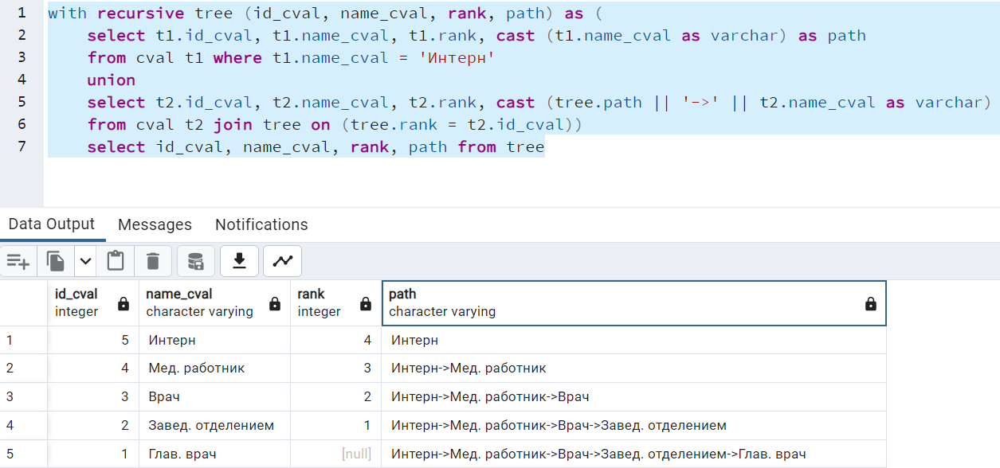 1 with recursive tree (id_cval, name_cval, rank, path) as (
2 select t1.id_cval, t1.name_cval, t1.rank, cast (t1.name_cval as varchar) as path
3 from cval t1 where t1.name_cval = 'Интерн'
4 union
5 select t2.id_cval, t2.name_cval, t2.rank, cast (tree.path || '->' || t2.name_cval as varchar)
6 from cval t2 join tree on (tree.rank = t2.id_cval))
7 select id_cval, name_cval, rank, path from tree
Data Output Messages Notifications
id_cval name_cval rank path
integer character varying integer character varying
1 5 Интерн 4 Интерн
2 4 Мед. работник 3 Интерн->Мед. работник
3 3 Врач 2 Интерн->Мед. работник->Врач
4 2 Завед. отделением 1 Интерн->Мед. работник->Врач->Завед. отделением
5 1 Глав. врач [null] Интерн->Мед. работник->Врач->Завед. отделением->Глав. врач